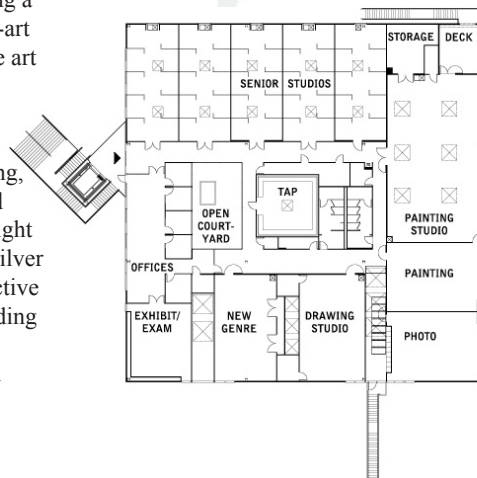 g a
-art
e art
ng,
l
ight
ilver
ctive
ding
STORAGE
DECK
SENIOR STUDIOS
TAP
OPEN
COURT-
YARD
PAINTING
STUDIO
OFFICES
PAINTING
EXHIBIT/
EXAM
NEW
GENRE
DRAWING
STUDIO
PHOTO